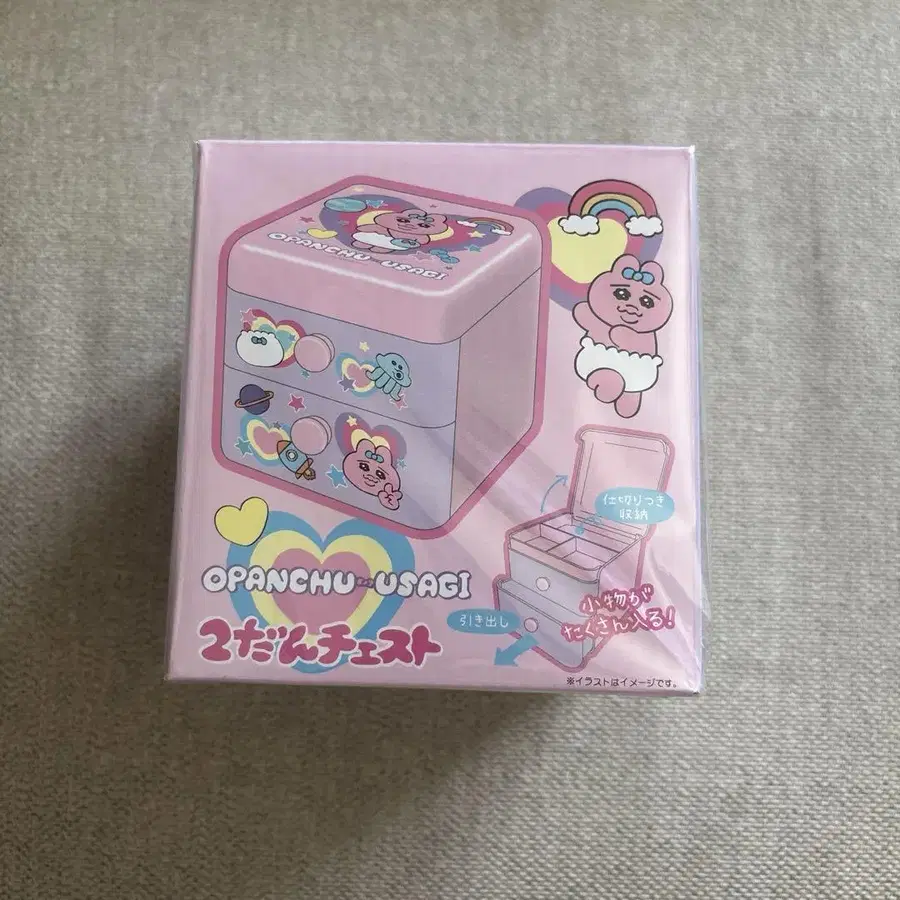 OPANCHU USAGI
仕切りつき
収納
OPANCHU USAGI
小物が
たくさん入る!
引き出し
2だんチェスト
※イラストはイメージです。